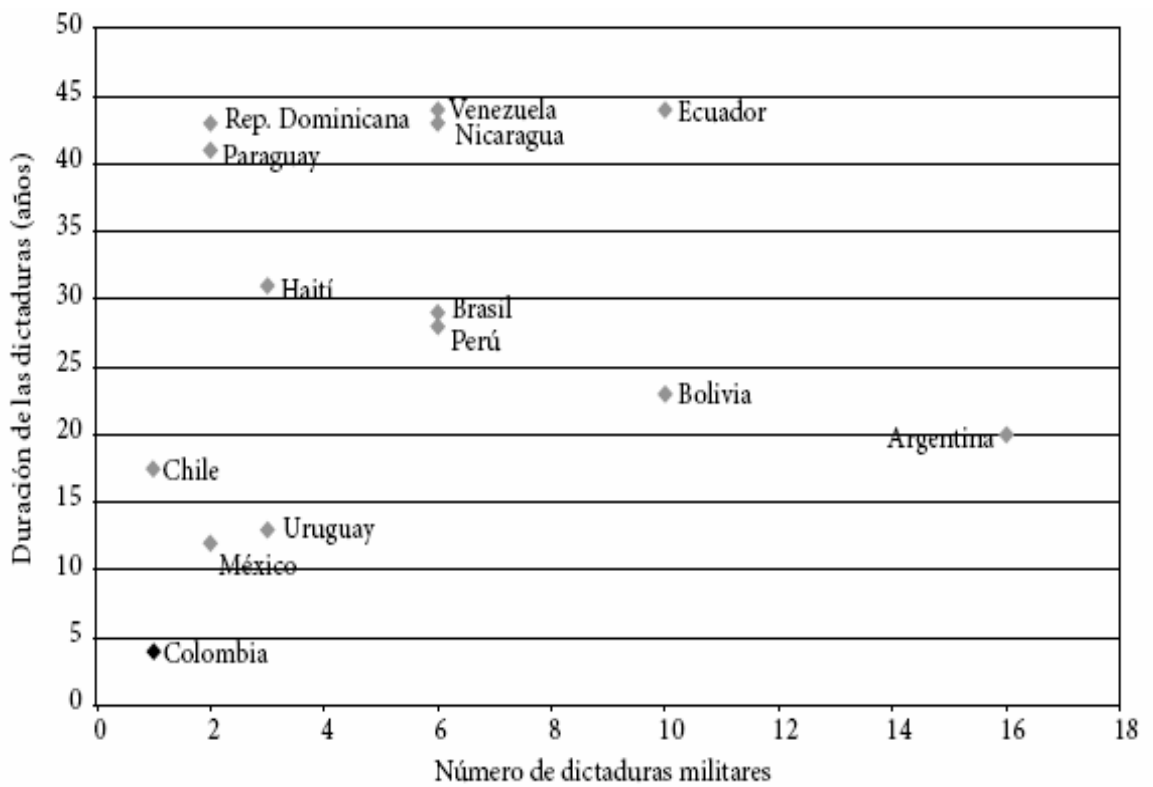 50
45
40
35
30
25
20
15
10
5
0
Duración de las dictaduras (años)
Rep. Dominicana
Paraguay
Venezuela
Nicaragua
Ecuador
Haití
Brasil
Perú
Bolivia
Argentina
Chile
Uruguay
México
Colombia
0 2 4 6 8 10 12 14 16 18
Número de dictaduras militares